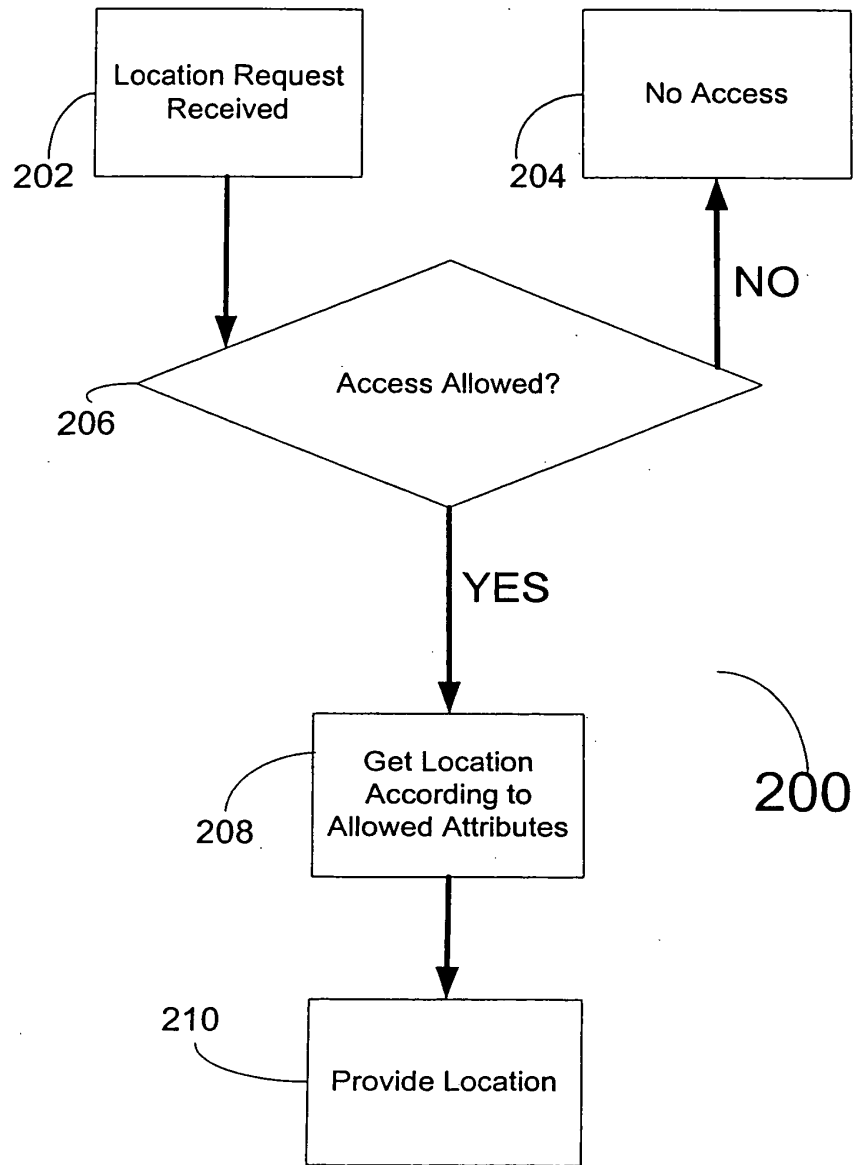 Location Request
Received
202
No Access
204
NO
Access Allowed?
206
YES
Get Location
According to
Allowed Attributes
208
200
210
Provide Location